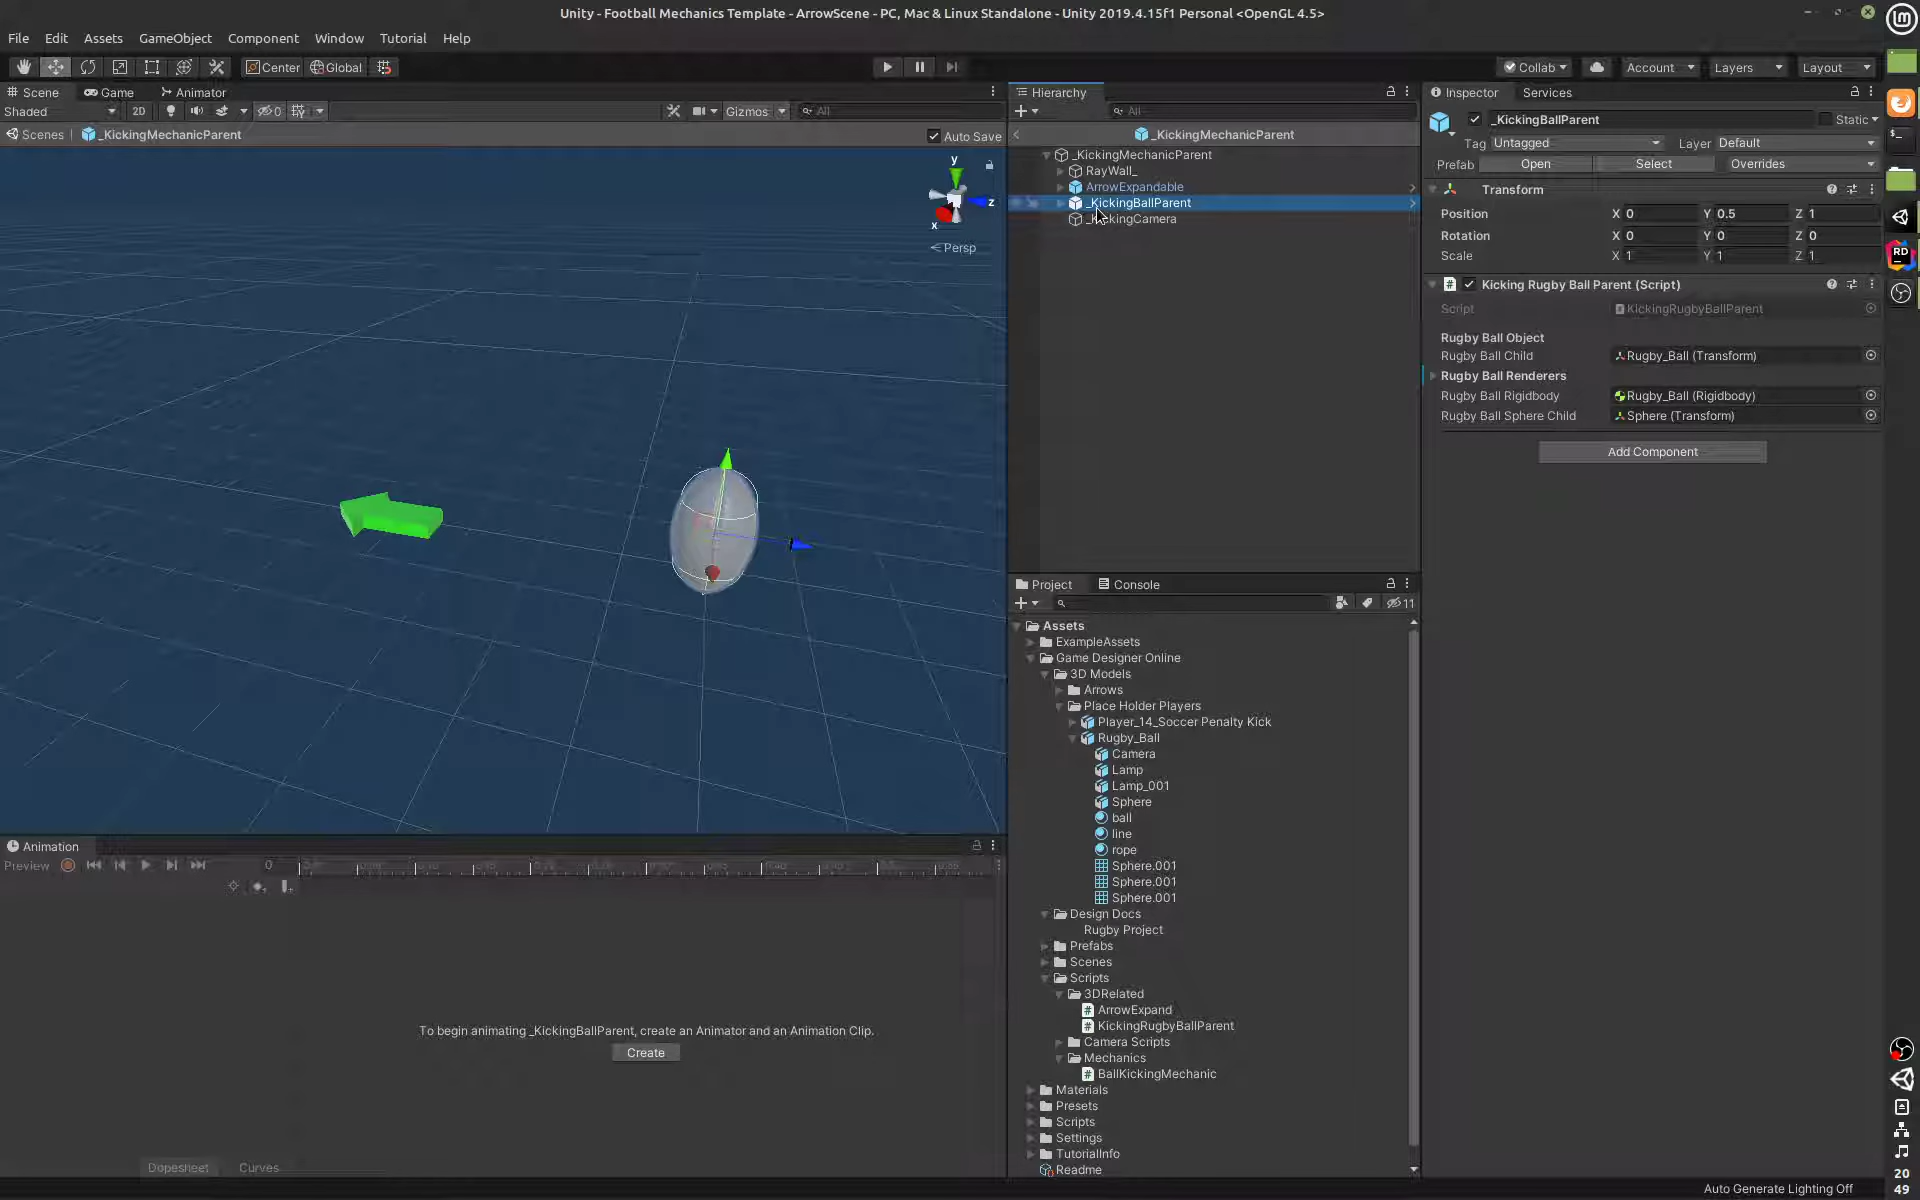 Unity - Football Mechanics Template - ArrowScene - PC, Mac & Linux Standalone - Unity 2019.4.15f1 Personal <OpenGL 4.5>
File Edit Assets GameObject Component Window Tutorial Help
Center Global Collab Account Layers Layout
Scene Game Animator
Shaded 2D 0 Gizmos All
Scenes _KickingMechanicParent Auto Save
y
z
x
Persp
Hierarchy
All
_KickingMechanicParent
_KickingMechanicParent
RayWall_
ArrowExpandable
_KickingBallParent
_KickingCamera
Inspector Services
_KickingBallParent Static
Tag Untagged Layer Default
Prefab Open Select Overrides
Transform
Position X 0 Y 0.5 Z 1
Rotation X 0 Y 0 Z 0
Scale X 1 Y 1 Z 1
Kicking Rugby Ball Parent (Script)
Script KickingRugbyBallParent
Rugby Ball Object
Rugby Ball Child Rugby_Ball (Transform)
Rugby Ball Renderers
Rugby Ball Rigidbody Rugby_Ball (Rigidbody)
Rugby Ball Sphere Child Sphere (Transform)
Add Component
Project Console
11
Assets
ExampleAssets
Game Designer Online
3D Models
Arrows
Place Holder Players
Player_14_Soccer Penalty Kick
Rugby_Ball
Camera
Lamp
Lamp_001
Sphere
ball
line
rope
Sphere.001
Sphere.001
Sphere.001
Design Docs
Rugby Project
Prefabs
Scenes
Scripts
3DRelated
ArrowExpand
KickingRugbyBallParent
Camera Scripts
Mechanics
BallKickingMechanic
Materials
Presets
Scripts
Settings
TutorialInfo
Readme
Animation
Preview 0
To begin animating _KickingBallParent, create an Animator and an Animation Clip.
Create
Dopesheet Curves
Auto Generate Lighting Off
RD
20
49